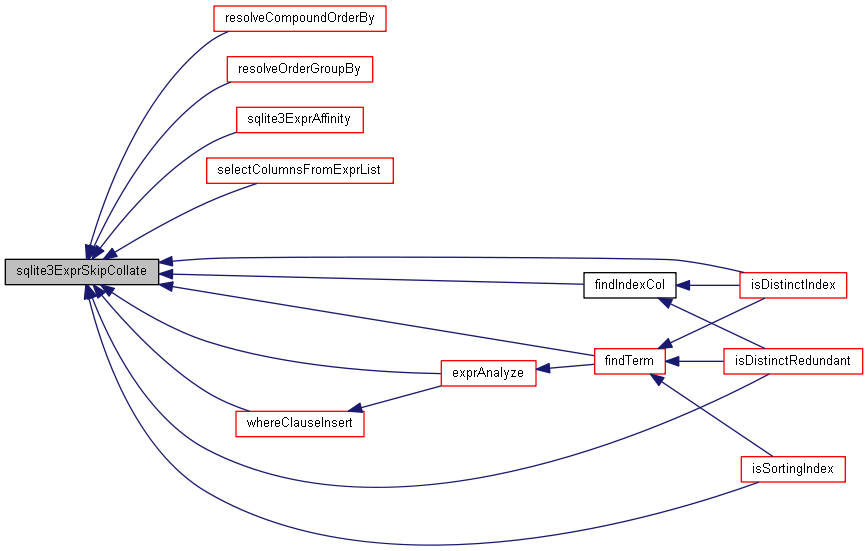 resolveCompoundOrderBy
resolveOrderGroupBy
sqlite3ExprAffinity
selectColumnsFromExprList
sqlite3ExprSkipCollate
findIndexCol
isDistinctIndex
findTerm
isDistinctRedundant
exprAnalyze
whereClauseInsert
isSortingIndex